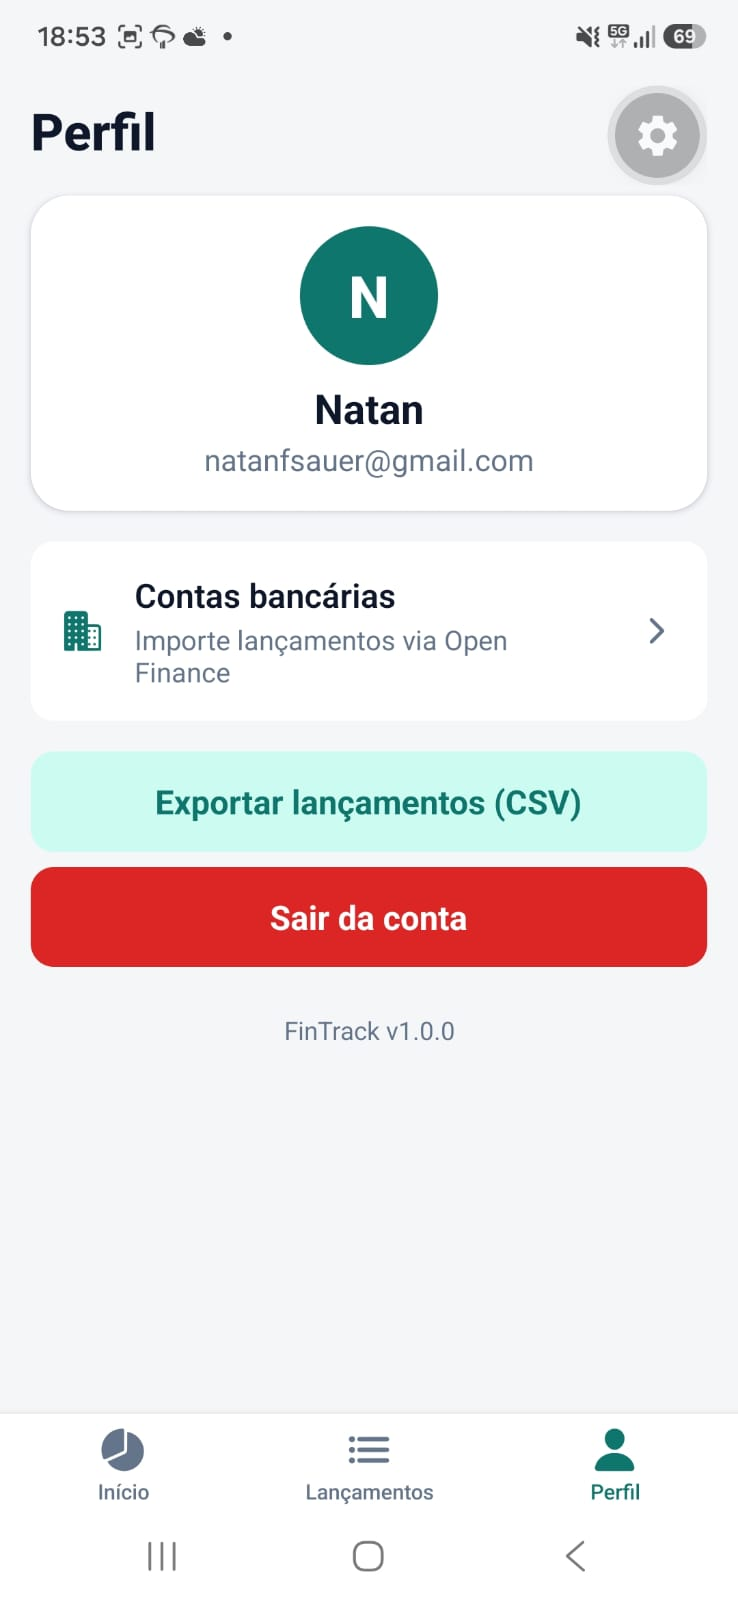 18:53
5G
69
Perfil
N
Natan
natanfsauer@gmail.com
Contas bancárias
Importe lançamentos via Open
Finance
Exportar lançamentos (CSV)
Sair da conta
FinTrack v1.0.0
Início
Lançamentos
Perfil